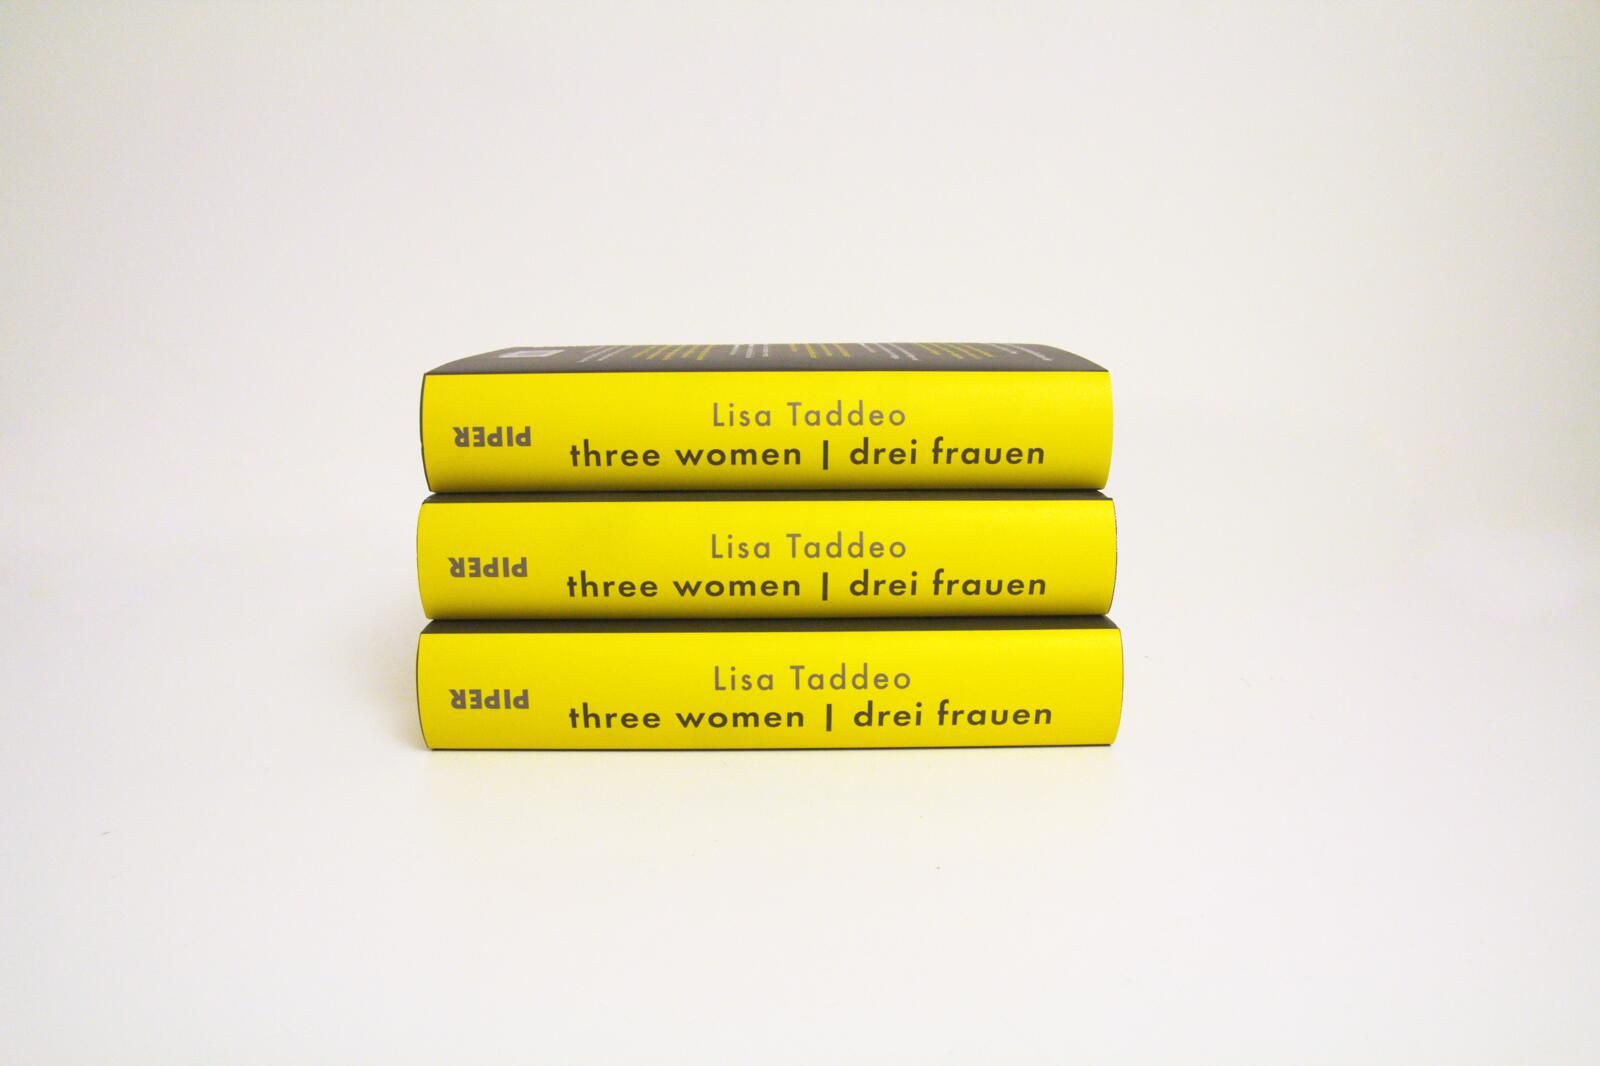 Lisa Taddeo
three women | drei frauen
PIPER
Lisa Taddeo
three women | drei frauen
PIPER
Lisa Taddeo
three women | drei frauen
PIPER